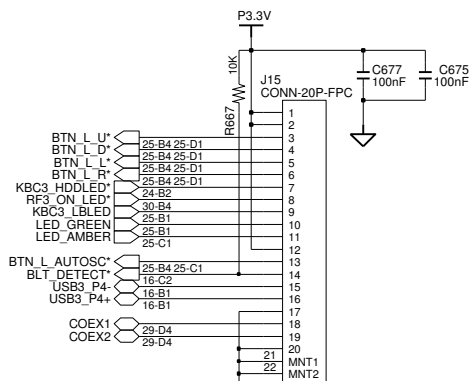 P3.3V
10K
R667
C677
100nF
C675
100nF
J15
CONN-20P-FPC
1
2
BTN_L_U* 25-B4 25-D1 3
BTN_L_D* 25-B4 25-D1 4
BTN_L_L* 25-B4 25-D1 5
BTN_L_R* 25-B4 25-D1 6
KBC3_HDDLED* 24-B2 7
RF3_ON_LED* 30-B4 8
KBC3_LBLED 25-B1 9
LED_GREEN 25-B1 10
LED_AMBER 25-C1 11
12
BTN_L_AUTOSC* 25-B4 25-C1 13
BLT_DETECT* 16-C2 14
USB3_P4- 16-B1 15
USB3_P4+ 16-B1 16
17
COEX1 29-D4 18
COEX2 29-D4 19
20
21 MNT1
22 MNT2